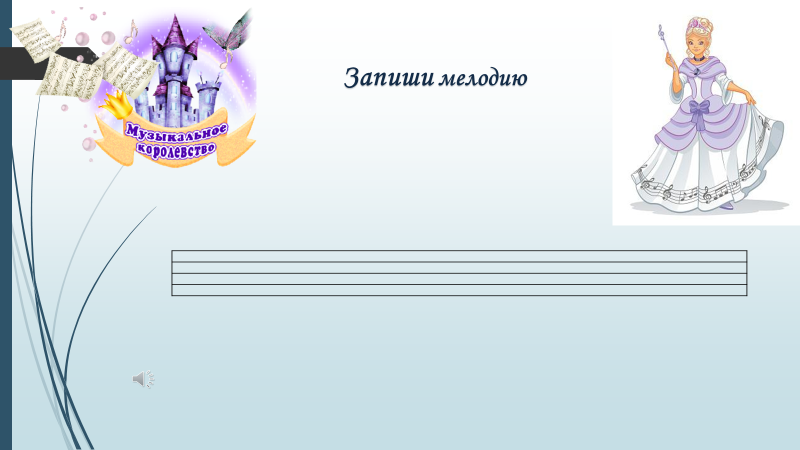 Запиши мелодию
Музыкальное
королевство